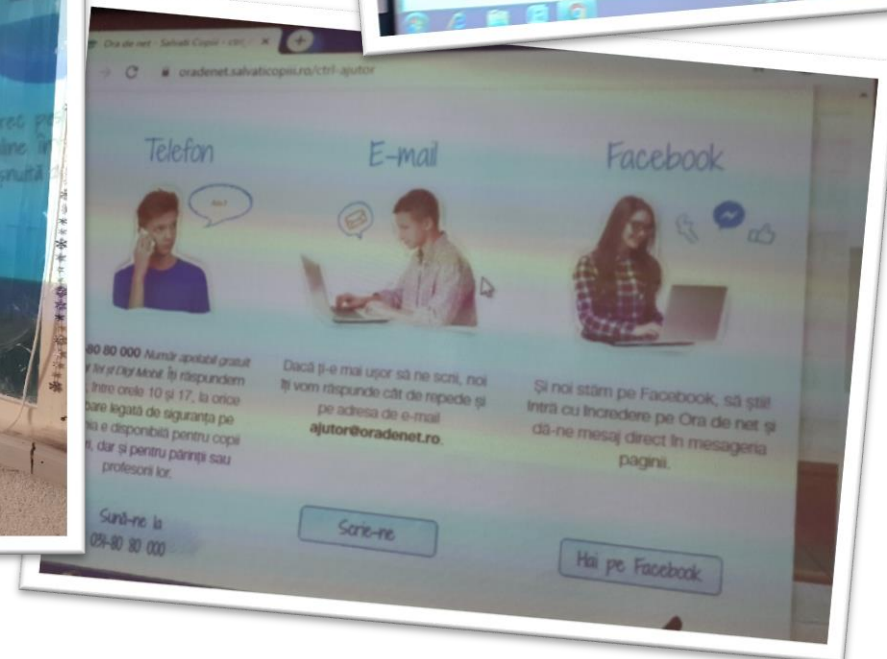 Ora de net - Salvati Copiii - ctrl
oradenet.salvaticopiii.ro/ctrl-ajutor
Telefon
E-mail
Facebook
80 80 000 Număr apelabil gratuit
și Digi Mobil. Îți răspundem
între orele 10 și 17, la orice
legată de siguranța pe
e disponibilă pentru copii
dar și pentru părinții sau
profesorii lor.
Sună-ne la
031-80 80 000
Dacă ți-e mai ușor să ne scrii, noi
îți vom răspunde cât de repede și
pe adresa de e-mail
ajutor@oradenet.ro.
Scrie-ne
Și noi stăm pe Facebook, să știi!
Intră cu încredere pe Ora de net și
dă-ne mesaj direct în mesageria
paginii.
Hai pe Facebook